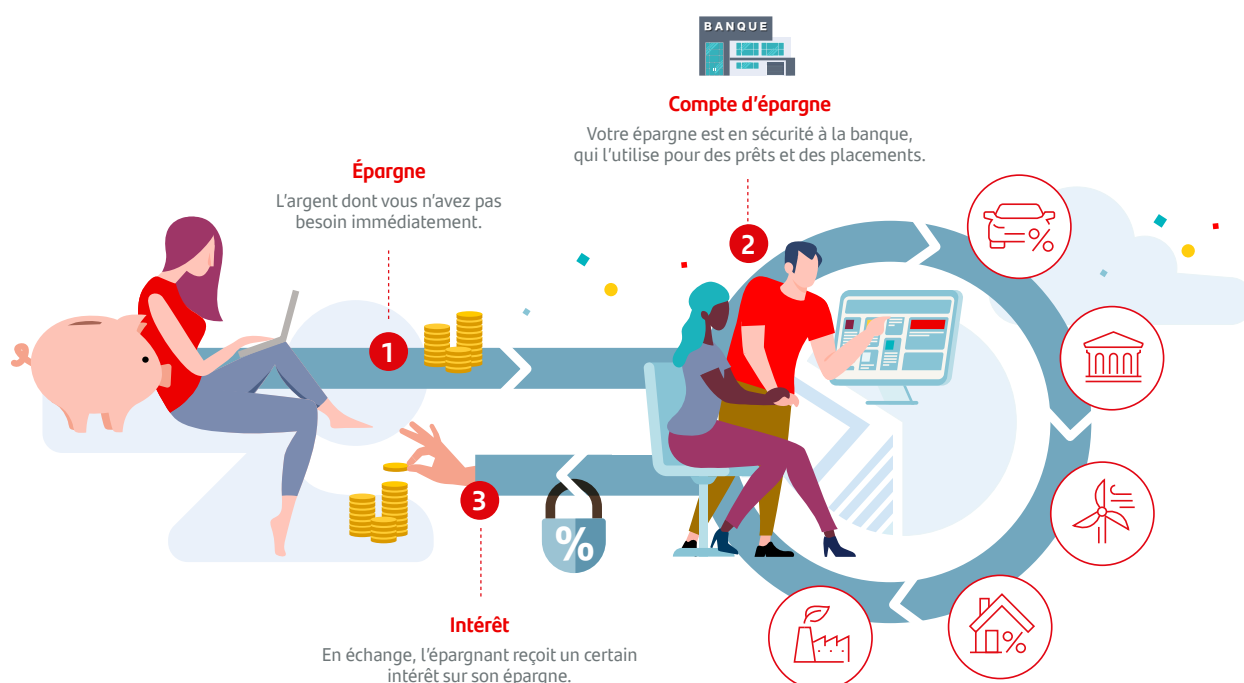 BANQUE
Compte d'épargne
Votre épargne est en sécurité à la banque,
qui l'utilise pour des prêts et des placements.
Épargne
L'argent dont vous n'avez pas
besoin immédiatement.
2
1
3
%
%
%
Intérêt
En échange, l'épargnant reçoit un certain
intérêt sur son épargne.